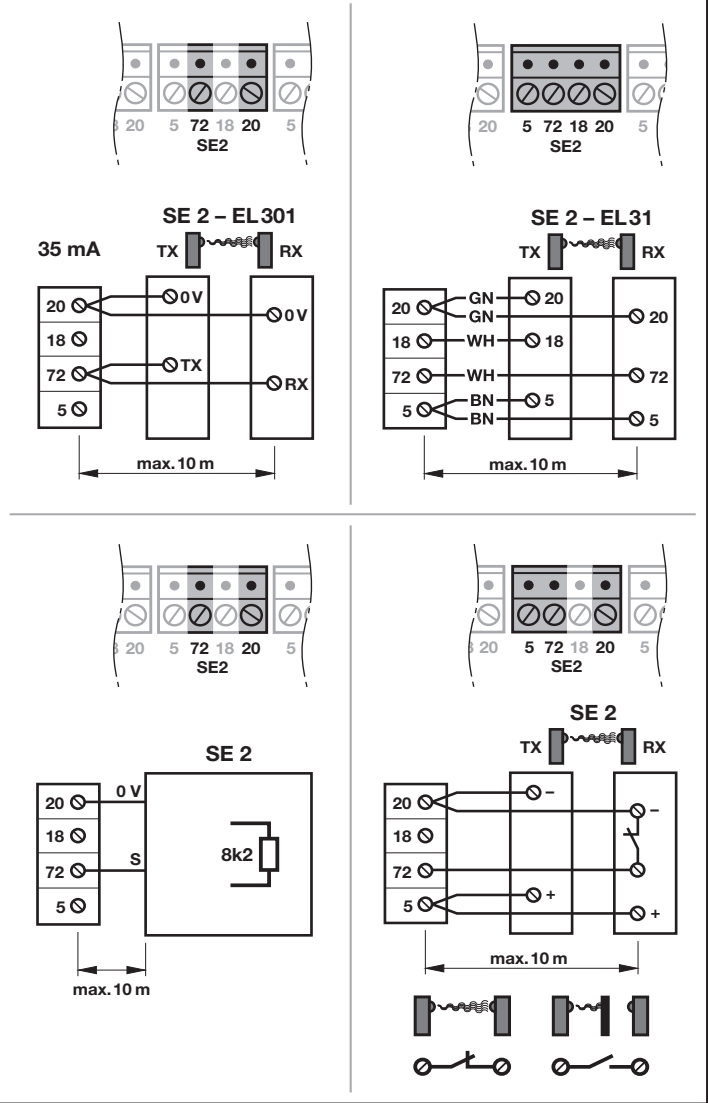 20 5 72 18 20 5
SE2
SE 2 – EL301
35 mA
TX RX
20 0 V
0 V
18
72 TX
RX
5
max. 10 m
20 5 72 18 20 5
SE2
SE 2 – EL31
TX RX
20 GN 20
GN 20
18 WH 18
72 WH 72
5 BN 5
BN 5
max. 10 m
20 5 72 18 20 5
SE2
SE 2
20 0 V
18
8k2
72 S
5
max. 10 m
20 5 72 18 20 5
SE2
SE 2
TX RX
20 –
–
18
72
5 +
+
max. 10 m